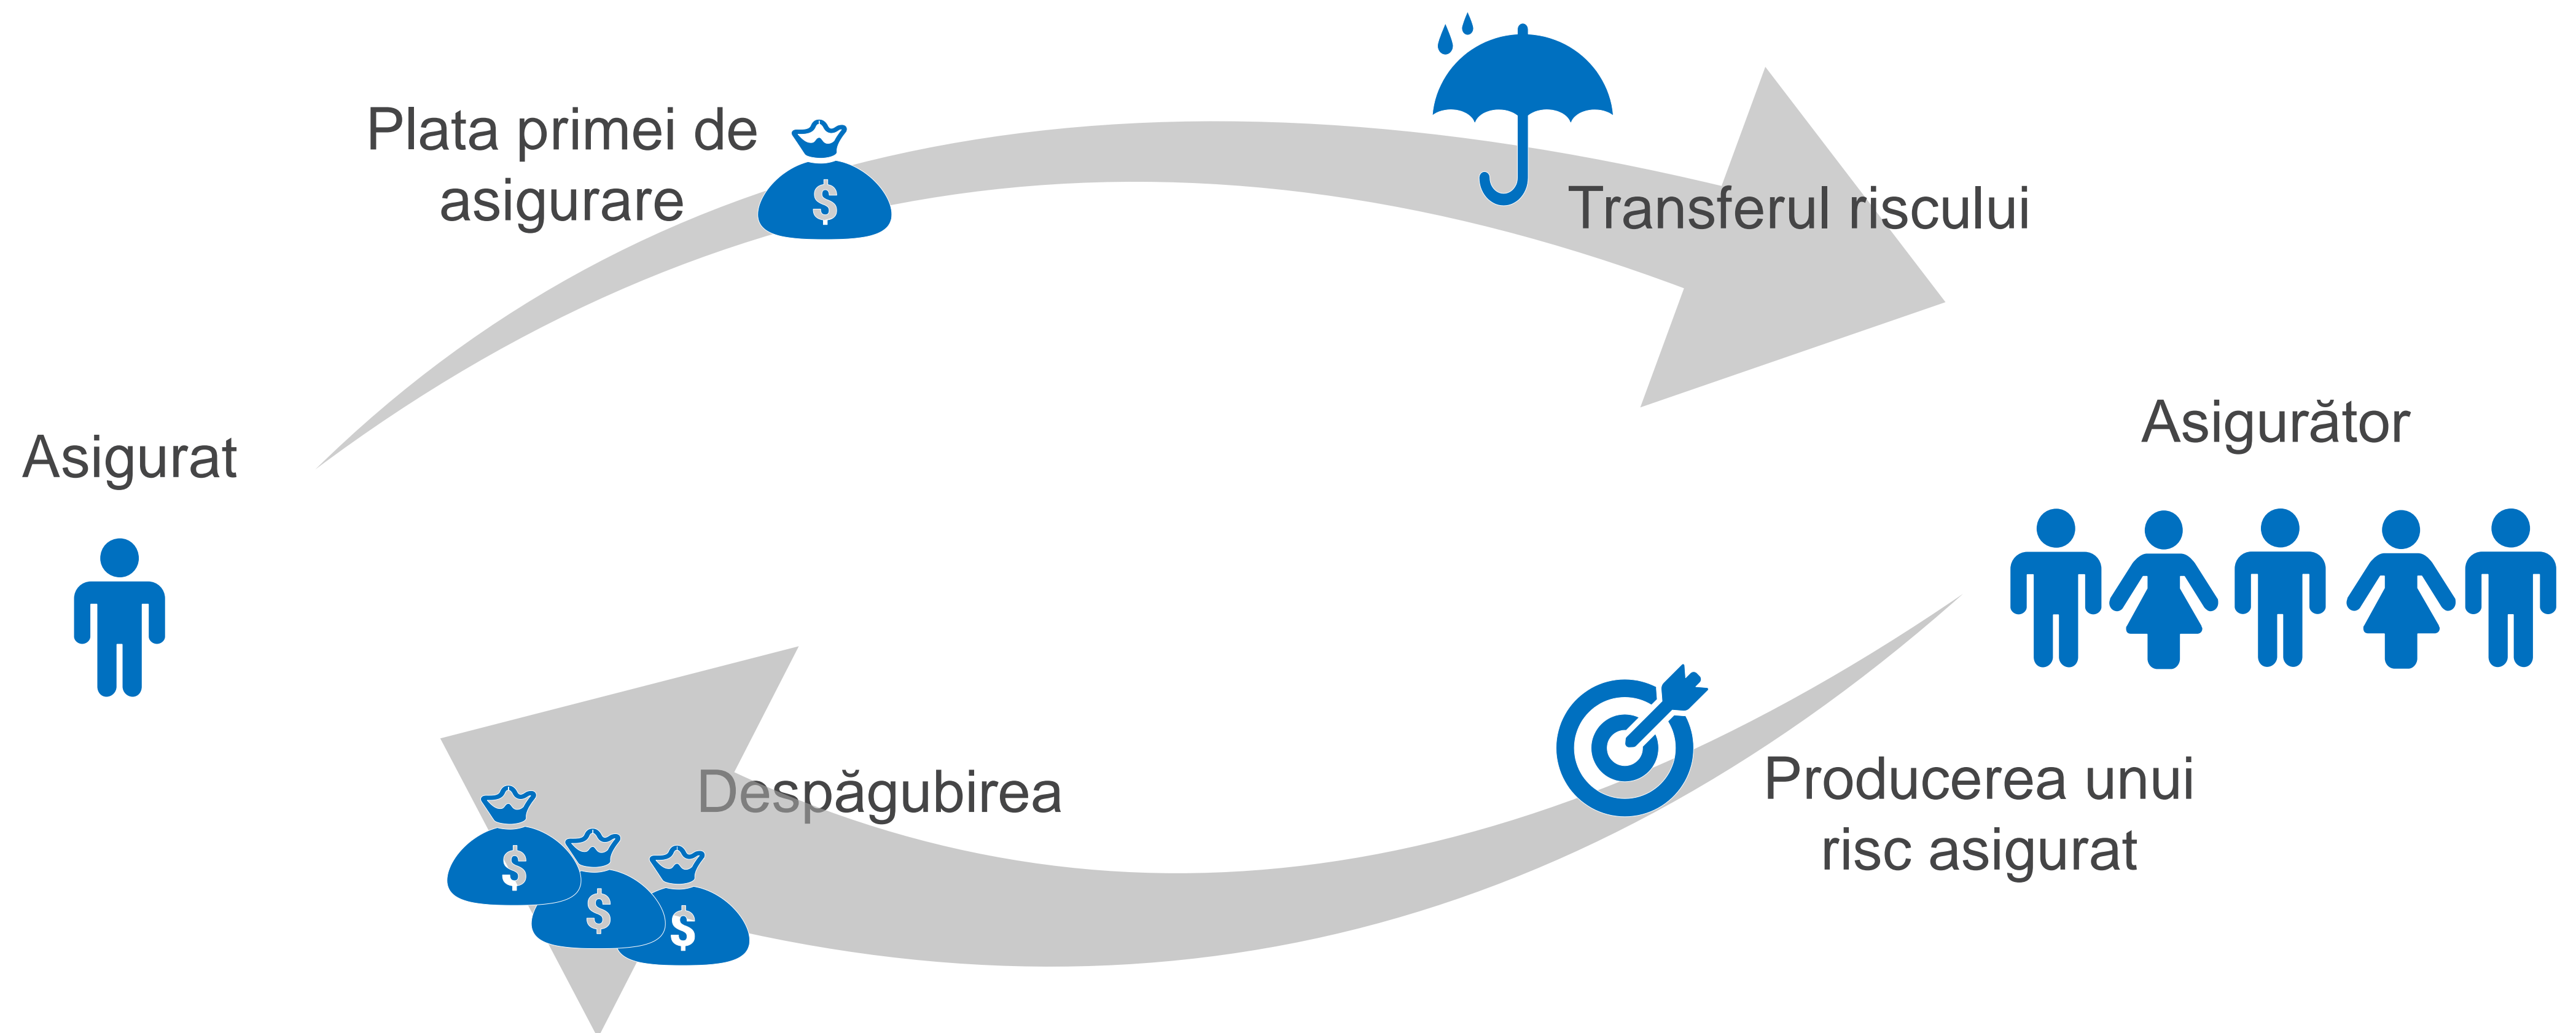 Plata primei de
asigurare
$
Transferul riscului
Asigurat
Asigurător
Despăgubirea
Producerea unui
risc asigurat
$
$
$